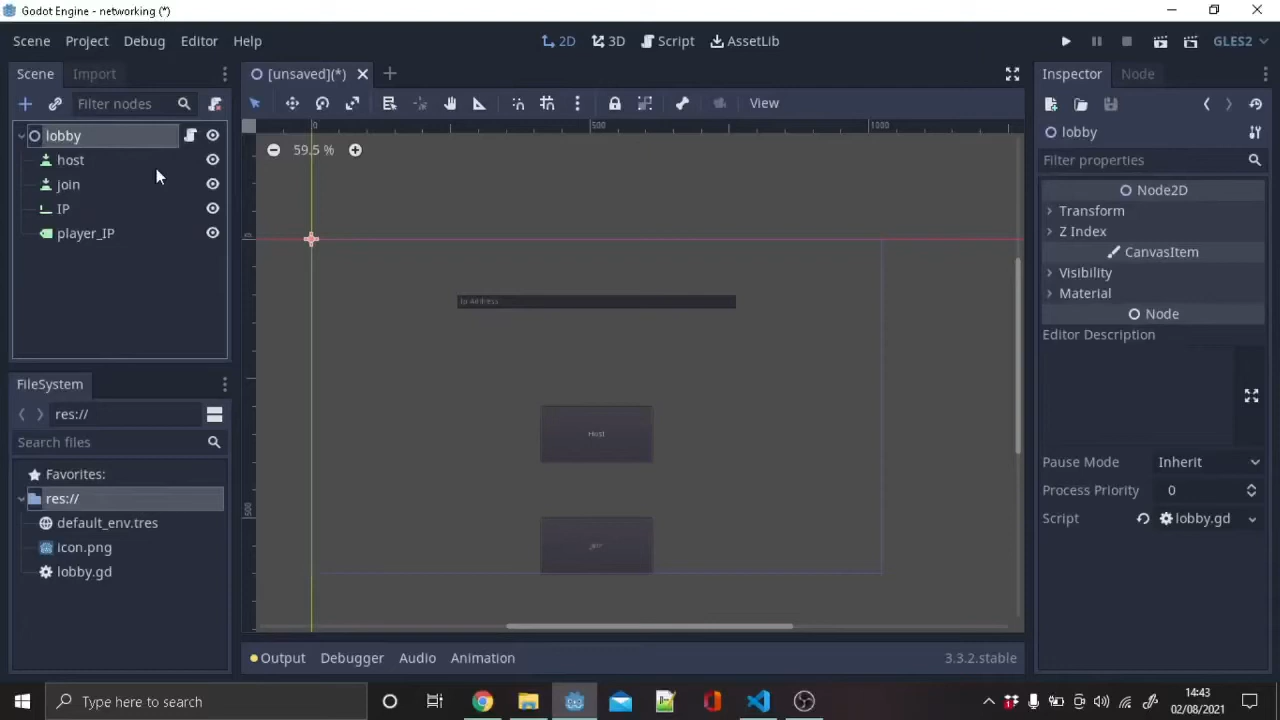 Godot Engine - networking (*)
Scene Project Debug Editor Help
2D 3D Script AssetLib
GLES2
Scene Import
[unsaved](*)
Inspector Node
Filter nodes
View
lobby
host
join
IP
player_IP
0 500 1000
59.5 %
0
500
Ip Address
Host
FileSystem
res://
Search files
Favorites:
res://
default_env.tres
icon.png
lobby.gd
lobby
Filter properties
Node2D
Transform
Z Index
CanvasItem
Visibility
Material
Node
Editor Description
Pause Mode Inherit
Process Priority 0
Script lobby.gd
Output Debugger Audio Animation 3.3.2.stable
Type here to search
14:43
02/08/2021